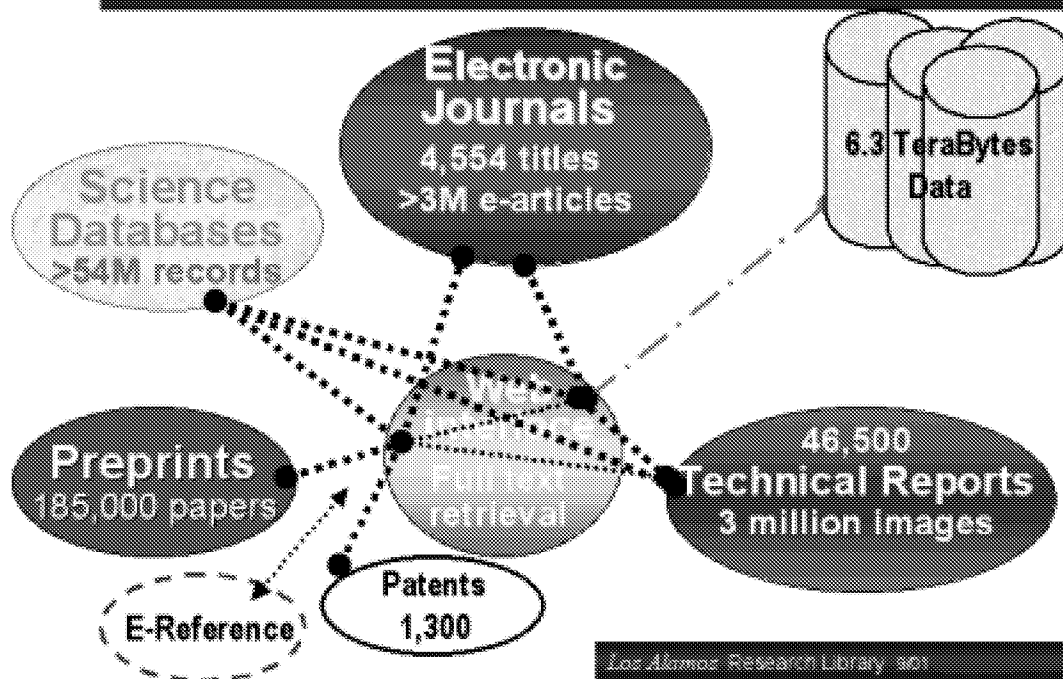 Electronic
Journals
4,554 titles
>3M e-articles
6.3 TeraBytes
Data
Science
Databases
>54M records
Web
Full text
retrieval
Preprints
185,000 papers
46,500
Technical Reports
3 million images
E-Reference
Patents
1,300
Los Alamos Research Library